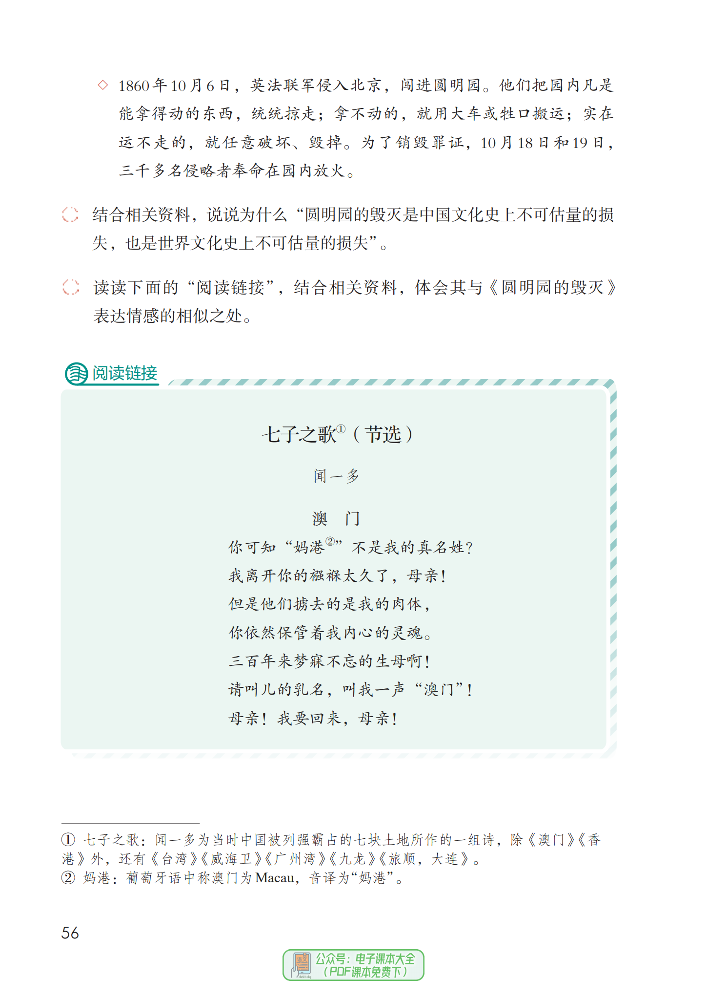 ◇ 1860年10月6日，英法联军侵入北京，闯进圆明园。他们把园内凡是
能拿得动的东西，统统掠走；拿不动的，就用大车或牲口搬运；实在
运不走的，就任意破坏、毁掉。为了销毁罪证，10月18日和19日，
三千多名侵略者奉命在园内放火。
结合相关资料，说说为什么“圆明园的毁灭是中国文化史上不可估量的损
失，也是世界文化史上不可估量的损失”。
读读下面的“阅读链接”，结合相关资料，体会其与《圆明园的毁灭》
表达情感的相似之处。
阅读链接
七子之歌①（节选）
闻一多
澳 门
你可知“妈港②”不是我的真名姓？
我离开你的襁褓太久了，母亲！
但是他们掳去的是我的肉体，
你依然保管着我内心的灵魂。
三百年来梦寐不忘的生母啊！
请叫儿的乳名，叫我一声“澳门”！
母亲！我要回来，母亲！
① 七子之歌：闻一多为当时中国被列强霸占的七块土地所作的一组诗，除《澳门》《香
港》外，还有《台湾》《威海卫》《广州湾》《九龙》《旅顺，大连》。
② 妈港：葡萄牙语中称澳门为Macau，音译为“妈港”。
56
语文
dzkbdq
公众号：电子课本大全
（PDF课本免费下）